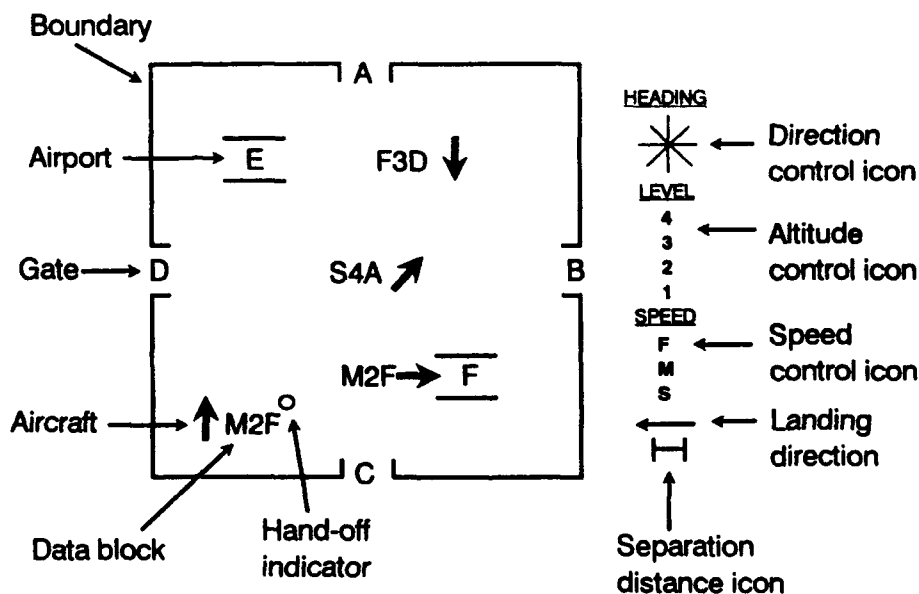 Boundary
A
HEADING
Airport
E
F3D
Direction
control icon
LEVEL
4
3
2
1
Altitude
control icon
Gate
D
S4A
B
SPEED
F
M
S
Speed
control icon
M2F
F
Aircraft
M2F
C
Landing
direction
Data block
Hand-off
indicator
Separation
distance icon